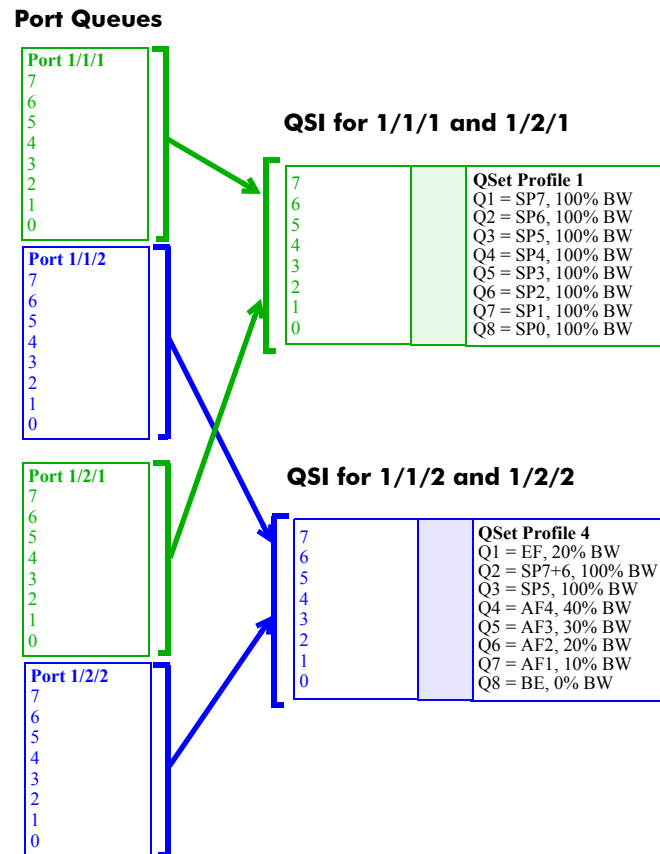 Port Queues
Port 1/1/1
7
6
5
4
3
2
1
0
Port 1/1/2
7
6
5
4
3
2
1
0
Port 1/2/1
7
6
5
4
3
2
1
0
Port 1/2/2
7
6
5
4
3
2
1
0
QSI for 1/1/1 and 1/2/1
7
6
5
4
3
2
1
0
QSet Profile 1
Q1 = SP7, 100% BW
Q2 = SP6, 100% BW
Q3 = SP5, 100% BW
Q4 = SP4, 100% BW
Q5 = SP3, 100% BW
Q6 = SP2, 100% BW
Q7 = SP1, 100% BW
Q8 = SP0, 100% BW
QSI for 1/1/2 and 1/2/2
7
6
5
4
3
2
1
0
QSet Profile 4
Q1 = EF, 20% BW
Q2 = SP7+6, 100% BW
Q3 = SP5, 100% BW
Q4 = AF4, 40% BW
Q5 = AF3, 30% BW
Q6 = AF2, 20% BW
Q7 = AF1, 10% BW
Q8 = BE, 0% BW